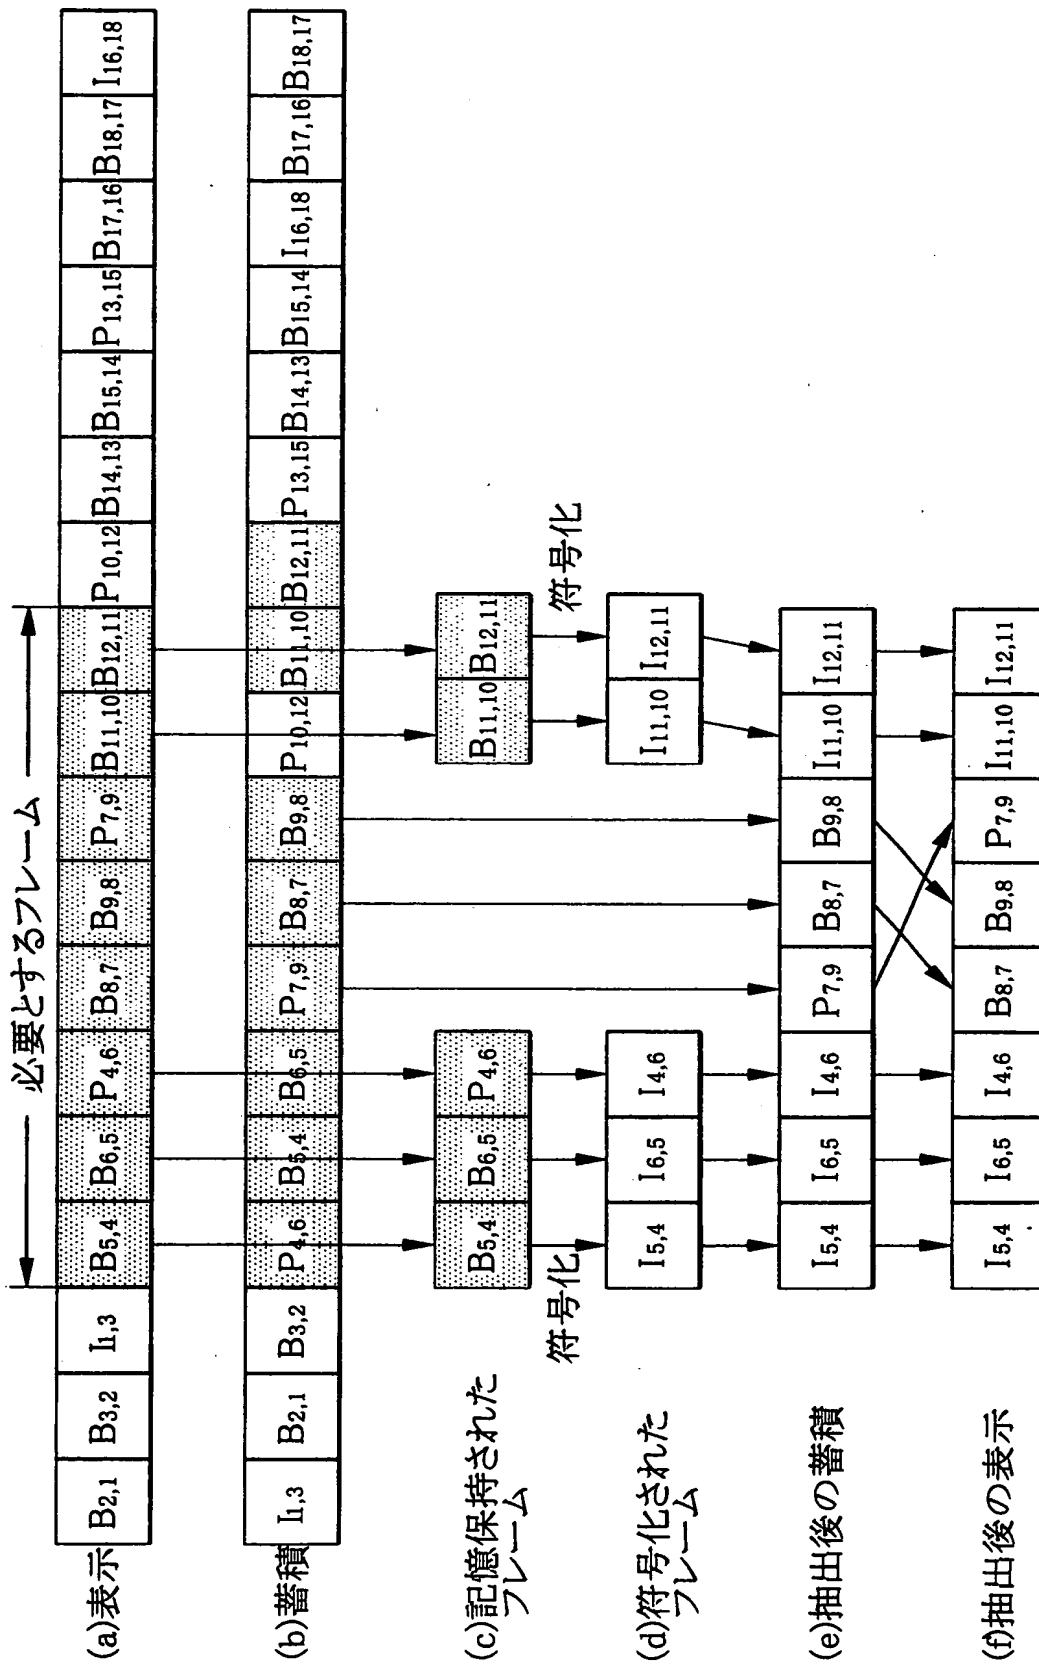 必要とするフレーム
(a)表示 B2,1 B3,2 I1,3 B5,4 B6,5 P4,6 B8,7 B9,8 P7,9 B11,10 B12,11 P10,12 B14,13 B15,14 P13,15 B17,16 B18,17 I16,18
(b)蓄積 I1,3 B2,1 B3,2 P4,6 B5,4 B6,5 P7,9 B8,7 B9,8 P10,12 B11,10 B12,11 P13,15 B14,13 B15,14 I16,18 B17,16 B18,17
(c)記憶保持された
フレーム
B5,4 B6,5 P4,6 B11,10 B12,11
符号化 符号化
(d)符号化された
フレーム
I5,4 I6,5 I4,6 I11,10 I12,11
(e)抽出後の蓄積 I5,4 I6,5 I4,6 P7,9 B8,7 B9,8 I11,10 I12,11
(f)抽出後の表示 I5,4 I6,5 I4,6 B8,7 B9,8 P7,9 I11,10 I12,11